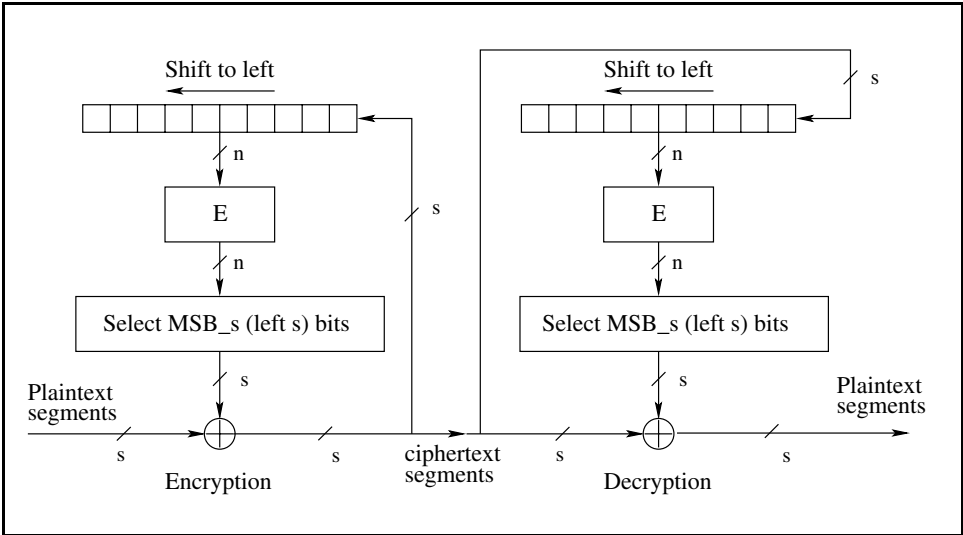 Shift to left
n
E
s
n
Select MSB_s (left s) bits
s
Plaintext
segments
s
s
Encryption
ciphertext
segments
Shift to left
s
n
E
n
Select MSB_s (left s) bits
s
s
Plaintext
segments
s
Decryption